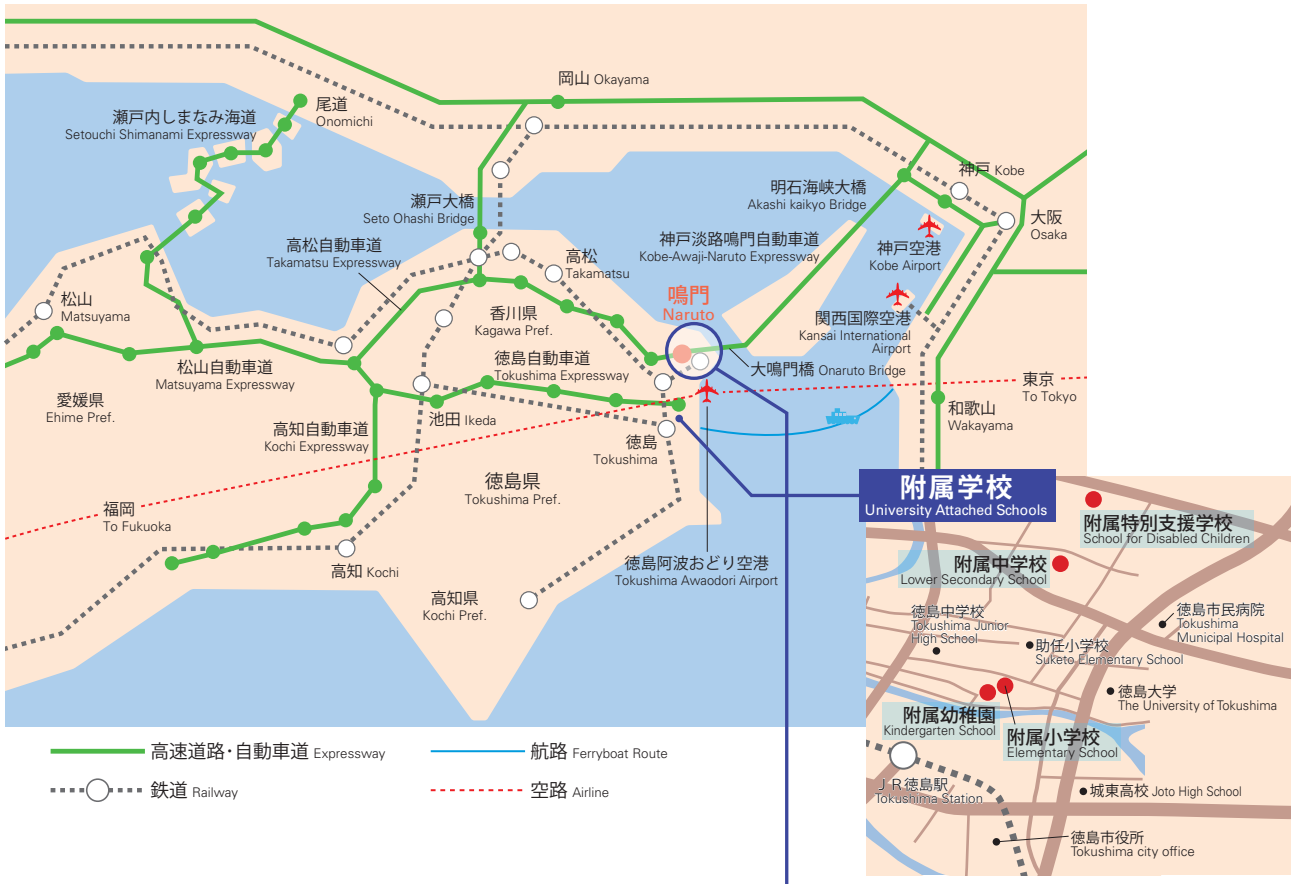 岡山 Okayama
尾道
Onomichi
瀬戸内しまなみ海道
Setouchi Shimanami Expressway
神戸 Kobe
明石海峡大橋
Akashi kaikyo Bridge
瀬戸大橋
Seto Ohashi Bridge
大阪
Osaka
高松自動車道
Takamatsu Expressway
高松
Takamatsu
神戸淡路鳴門自動車道
Kobe-Awaji-Naruto Expressway
神戸空港
Kobe Airport
松山
Matsuyama
鳴門
Naruto
香川県
Kagawa Pref.
関西国際空港
Kansai International
Airport
松山自動車道
Matsuyama Expressway
徳島自動車道
Tokushima Expressway
大鳴門橋 Onaruto Bridge
東京
To Tokyo
愛媛県
Ehime Pref.
池田 Ikeda
和歌山
Wakayama
高知自動車道
Kochi Expressway
徳島
Tokushima
徳島県
Tokushima Pref.
福岡
To Fukuoka
高知 Kochi
徳島阿波おどり空港
Tokushima Awaodori Airport
高知県
Kochi Pref.
附属学校
University Attached Schools
附属特別支援学校
School for Disabled Children
附属中学校
Lower Secondary School
徳島中学校
Tokushima Junior
High School
徳島市民病院
Tokushima
Municipal Hospital
助任小学校
Suketo Elementary School
徳島大学
The University of Tokushima
附属幼稚園
Kindergarten School
附属小学校
Elementary School
JR徳島駅
Tokushima Station
城東高校 Joto High School
徳島市役所
Tokushima city office
高速道路・自動車道 Expressway
航路 Ferryboat Route
鉄道 Railway
空路 Airline